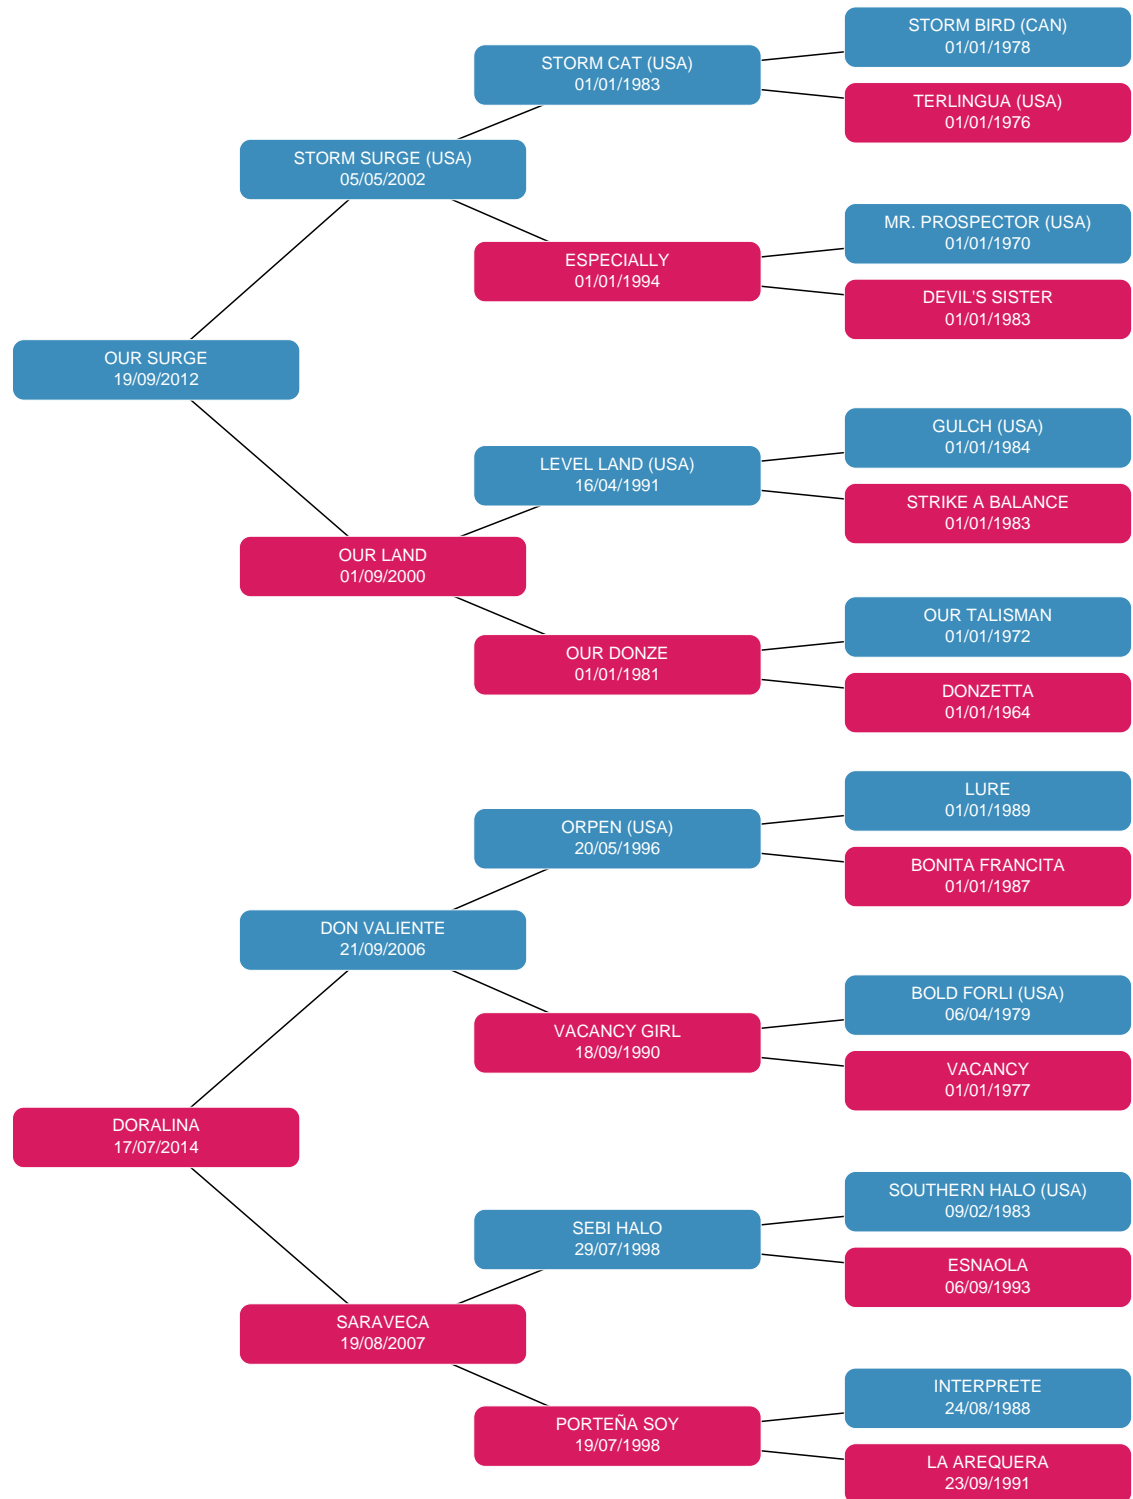 STORM BIRD (CAN)
01/01/1978
STORM CAT (USA)
01/01/1983
TERLINGUA (USA)
01/01/1976
STORM SURGE (USA)
05/05/2002
MR. PROSPECTOR (USA)
01/01/1970
ESPECIALLY
01/01/1994
DEVIL'S SISTER
01/01/1983
OUR SURGE
19/09/2012
GULCH (USA)
01/01/1984
LEVEL LAND (USA)
16/04/1991
STRIKE A BALANCE
01/01/1983
OUR LAND
01/09/2000
OUR TALISMAN
01/01/1972
OUR DONZE
01/01/1981
DONZETTA
01/01/1964
LURE
01/01/1989
ORPEN (USA)
20/05/1996
BONITA FRANCITA
01/01/1987
DON VALIENTE
21/09/2006
BOLD FORLI (USA)
06/04/1979
VACANCY GIRL
18/09/1990
VACANCY
01/01/1977
DORALINA
17/07/2014
SOUTHERN HALO (USA)
09/02/1983
SEBI HALO
29/07/1998
ESNAOLA
06/09/1993
SARAVECA
19/08/2007
INTERPRETE
24/08/1988
PORTEÑA SOY
19/07/1998
LA AREQUERA
23/09/1991